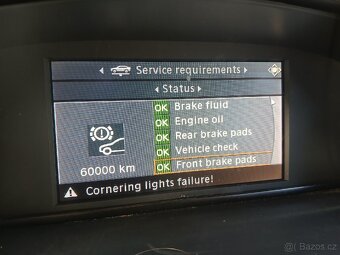 Service requirements
Status
OK Brake fluid
OK Engine oil
OK Rear brake pads
OK Vehicle check
OK Front brake pads
60000 km
Cornering lights failure!
Bazos.cz